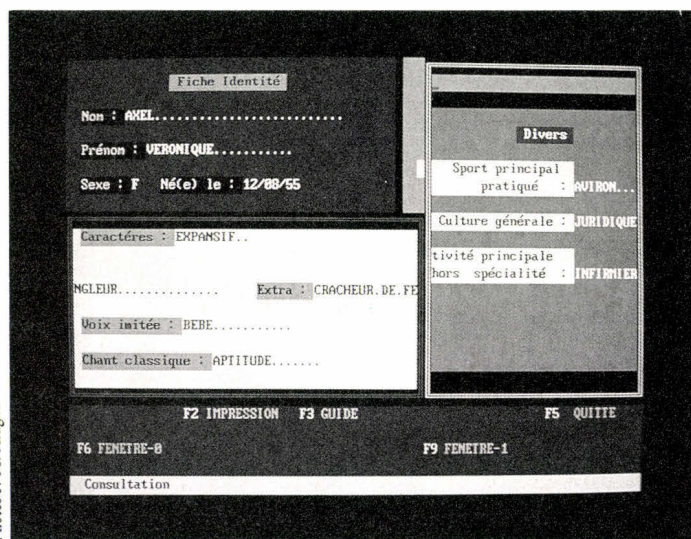 Fiche Identité
Nom : AXEL..........................
Prénom : VERONIQUE...........
Sexe : F Né(e) le : 12/08/55
Divers
Sport principal
pratiqué : AVIRON...
Culture générale : JURIDIQUE
tivité principale
hors spécialité : INFIRMIER
Caractéres : EXPANSIF..
NGLEUR.............. Extra : CRACHEUR.DE.FE
Voix imitée : BEBE...........
Chant classique : APTITUDE.......
F2 IMPRESSION F3 GUIDE F5 QUITTE
F6 FENETRE-0 F9 FENETRE-1
Consultation